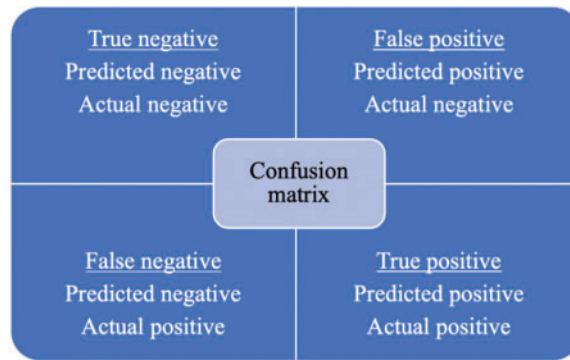 True negative
Predicted negative
Actual negative
False positive
Predicted positive
Actual negative
Confusion
matrix
False negative
Predicted negative
Actual positive
True positive
Predicted positive
Actual positive